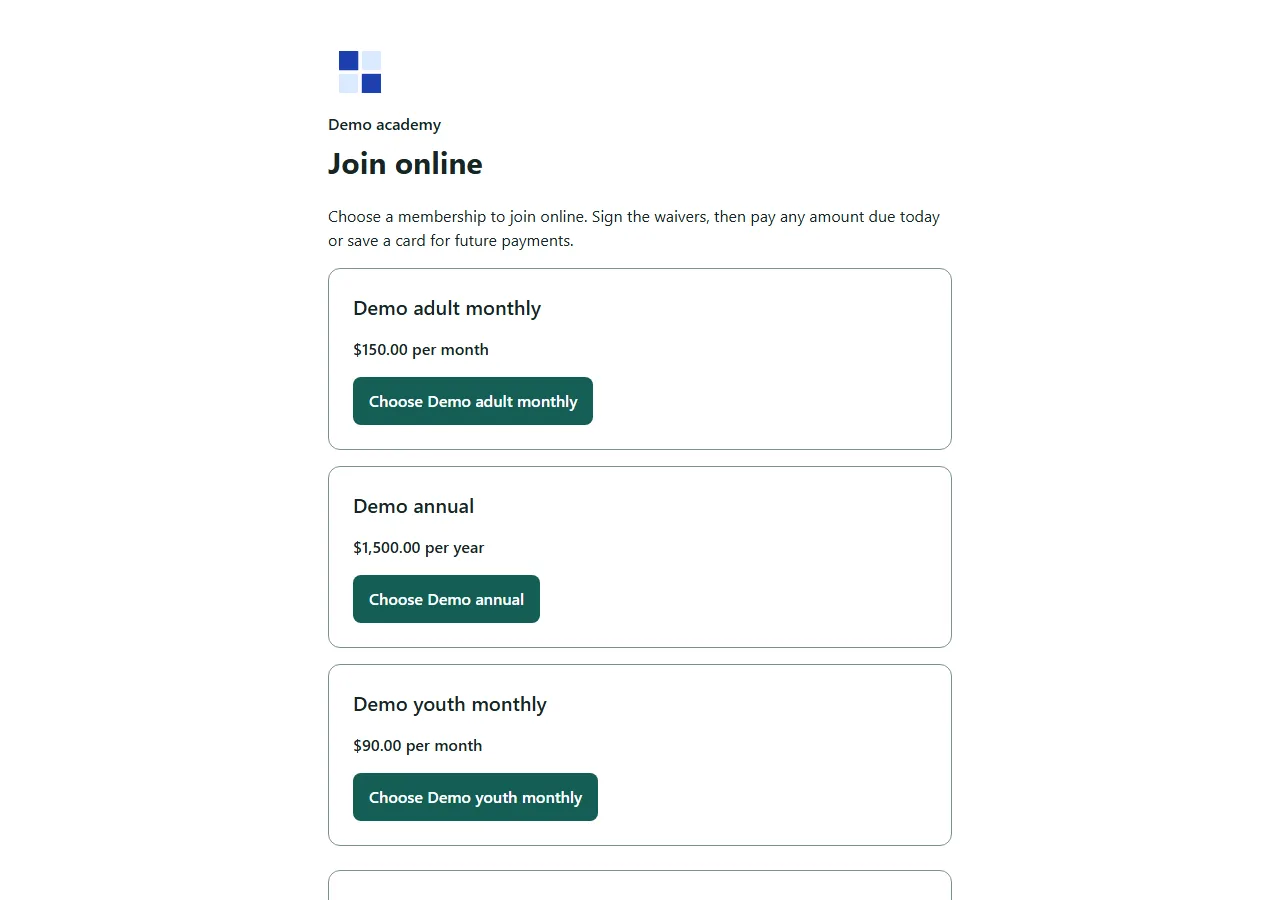 Demo academy
Join online
Choose a membership to join online. Sign the waivers, then pay any amount due today
or save a card for future payments.
Demo adult monthly
$150.00 per month
Choose Demo adult monthly
Demo annual
$1,500.00 per year
Choose Demo annual
Demo youth monthly
$90.00 per month
Choose Demo youth monthly